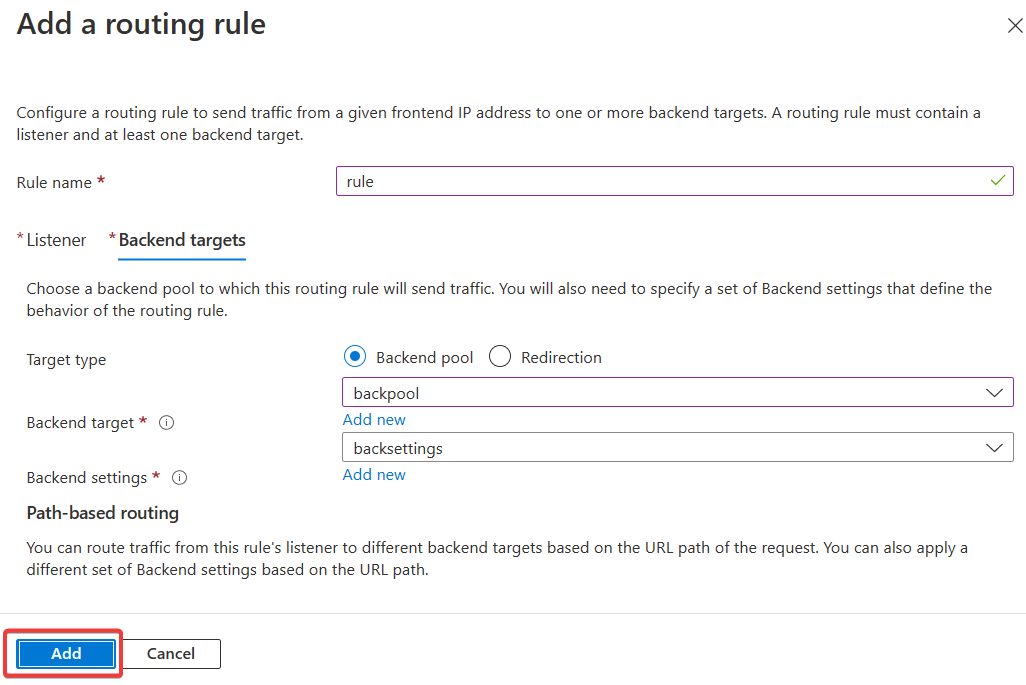 Add a routing rule
Configure a routing rule to send traffic from a given frontend IP address to one or more backend targets. A routing rule must contain a
listener and at least one backend target.
Rule name *
rule
* Listener
* Backend targets
Choose a backend pool to which this routing rule will send traffic. You will also need to specify a set of Backend settings that define the
behavior of the routing rule.
Target type
Backend pool
Redirection
backpool
Backend target *
Add new
backsettings
Backend settings *
Add new
Path-based routing
You can route traffic from this rule's listener to different backend targets based on the URL path of the request. You can also apply a
different set of Backend settings based on the URL path.
Add
Cancel